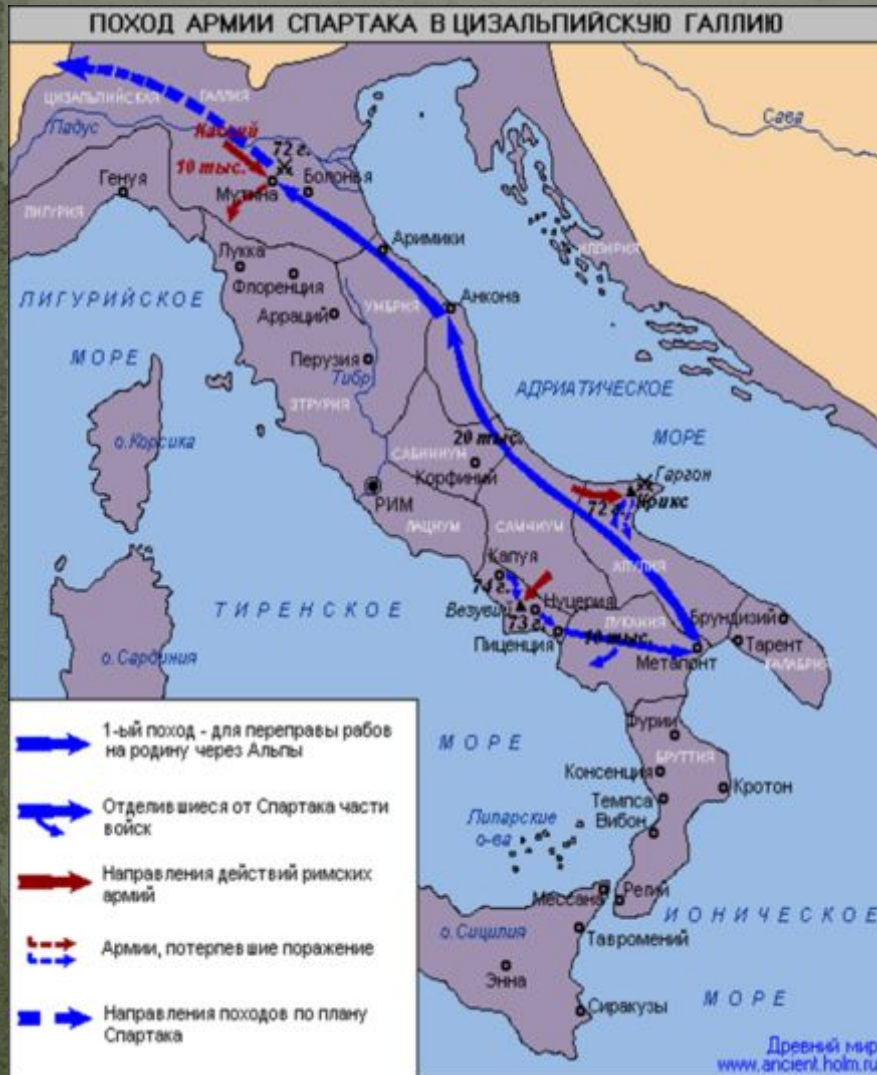 ПОХОД АРМИИ СПАРТАКА В ЦИЗАЛЬПИЙСКУЮ ГАЛЛИЮ
ЦИЗАЛЬПИЙСКАЯ ГАЛЛИЯ
Сава
Падус
Кассий
72 г.
10 тыс.
Болонья
Мутина
Генуя
ЛИГУРИЯ
Аримики
ИЛЛИРИЯ
Лукка
Флоренция
ЛИГУРИЙСКОЕ
УМБРИЯ
Анкона
Арраций
МОРЕ
Перузия
Тибр
АДРИАТИЧЕСКОЕ
ЭТРУРИЯ
МОРЕ
20 тыс.
о.Корсика
САБИНИУМ
Корфиний
Гаргон
Крикс
РИМ
72 г.
ЛАЦИУМ
САМНИУМ
Капуя
АПУЛИЯ
74 г.
ТИРЕНСКОЕ
Везувий
Нуцерия
Брундизий
73 г.
ЛУКАНИЯ
10 тыс.
Пиценция
Тарент
о.Сардиния
Метапонт
КАЛАБРИЯ
1-ый поход - для переправы рабов
на родину через Альпы
Фурии
МОРЕ
БРУТТИЯ
Консенция
Кротон
Отделившиеся от Спартака части
войск
Темпса
Липарские
о-ва
Вибон
Направления действий римских
армий
Мессана
Регий
ИОНИЧЕСКОЕ
о.Сицилия
Тавромений
Армии, потерпевшие поражение
Энна
МОРЕ
Сиракузы
Направления походов по плану
Спартака
Древний мир
www.ancient.holm.ru